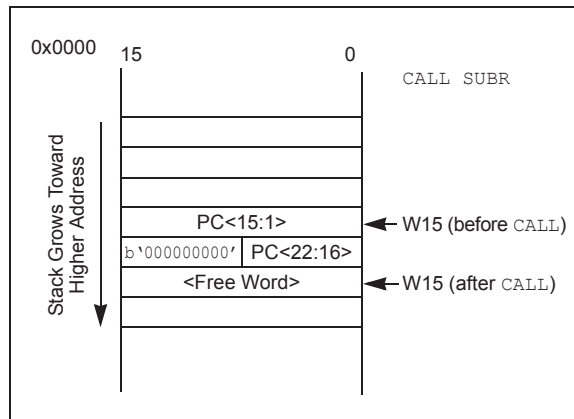 0x0000
15 0
CALL SUBR
Stack Grows Toward
Higher Address
PC<15:1>
W15 (before CALL)
b‘000000000’ PC<22:16>
<Free Word>
W15 (after CALL)